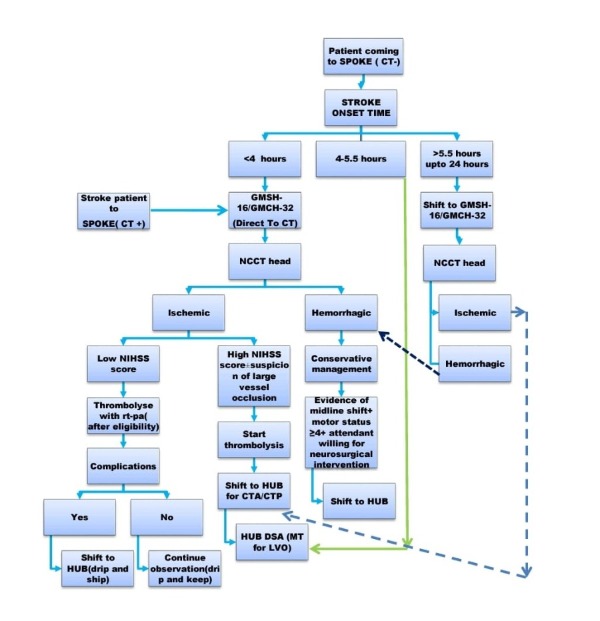 Patient coming
to SPOKE ( CT-)
STROKE
ONSET TIME
<4 hours
4-5.5 hours
>5.5 hours
upto 24 hours
Stroke patient
to
SPOKE( CT +)
GMSH-
16/GMCH-32
(Direct To CT)
Shift to GMSH-
16/GMCH-32
NCCT head
NCCT head
Ischemic
Hemorrhagic
Ischemic
Hemorrhagic
Low NIHSS
score
High NIHSS
score+suspicio
n of large
vessel
occlusion
Conservative
management
Thrombolyse
with rt-pa(
after eligibility)
Start
thrombolysis
Evidence of
midline shift+
motor status
≥4+ attendant
willing for
neurosurgical
intervention
Complications
Shift to HUB
for CTA/CTP
Shift to HUB
Yes
No
HUB DSA (MT
for LVO)
Shift to
HUB(drip and
ship)
Continue
observation(dri
p and keep)